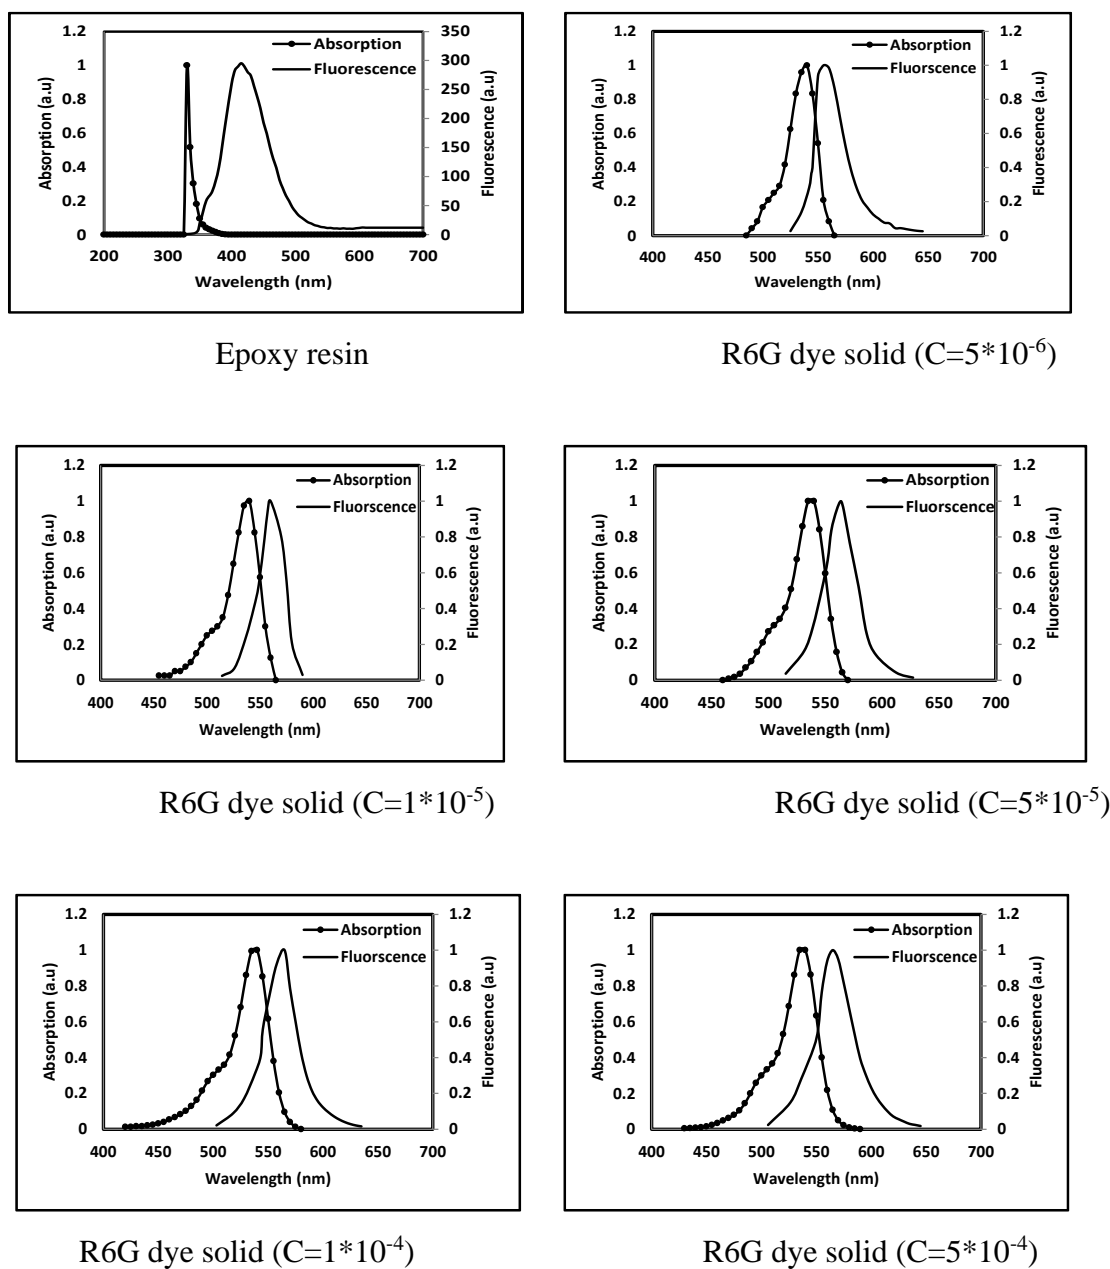 1.2
1
0.8
0.6
0.4
0.2
0
350
300
250
200
150
100
50
0
Absorption
Fluorescence
Absorption (a.u)
Fluorescence (a.u)
200 300 400 500 600 700
Wavelength (nm)
Epoxy resin
1.2
1
0.8
0.6
0.4
0.2
0
1.2
1
0.8
0.6
0.4
0.2
0
Absorption
Fluorscence
Absorption (a.u)
Fluorescence (a.u)
400 450 500 550 600 650 700
Wavelength (nm)
R6G dye solid (C=5*10-6)
1.2
1
0.8
0.6
0.4
0.2
0
1.2
1
0.8
0.6
0.4
0.2
0
Absorption
Fluorscence
Absorption (a.u)
Fluorescence (a.u)
400 450 500 550 600 650 700
Wavelength (nm)
R6G dye solid (C=1*10-5)
1.2
1
0.8
0.6
0.4
0.2
0
1.2
1
0.8
0.6
0.4
0.2
0
Absorption
Fluorscence
Absorption (a.u)
Fluorescence (a.u)
400 450 500 550 600 650 700
Wavelength (nm)
R6G dye solid (C=5*10-5)
1.2
1
0.8
0.6
0.4
0.2
0
1.2
1
0.8
0.6
0.4
0.2
0
Absorption
Fluorscence
Absorption (a.u)
Fluorescence (a.u)
400 450 500 550 600 650 700
Wavelength (nm)
R6G dye solid (C=1*10-4)
1.2
1
0.8
0.6
0.4
0.2
0
1.2
1
0.8
0.6
0.4
0.2
0
Absorption
Fluorscence
Absorption (a.u)
Fluorescence (a.u)
400 450 500 550 600 650 700
Wavelength (nm)
R6G dye solid (C=5*10-4)